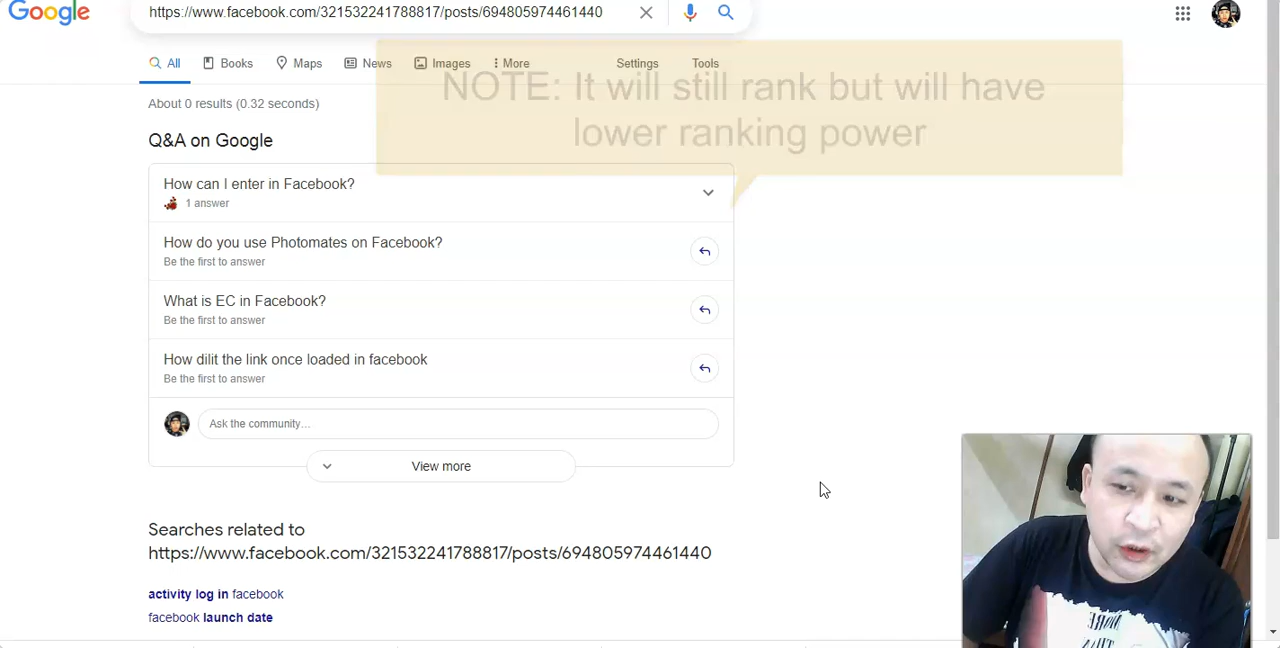 Google
https://www.facebook.com/321532241788817/posts/694805974461440
All
Books
Maps
News
Images
More
Settings
Tools
NOTE: It will still rank but will have
lower ranking power
About 0 results (0.32 seconds)
Q&A on Google
How can I enter in Facebook?
1 answer
How do you use Photomates on Facebook?
Be the first to answer
What is EC in Facebook?
Be the first to answer
How dilit the link once loaded in facebook
Be the first to answer
Ask the community...
View more
Searches related to
https://www.facebook.com/321532241788817/posts/694805974461440
activity log in facebook
facebook launch date